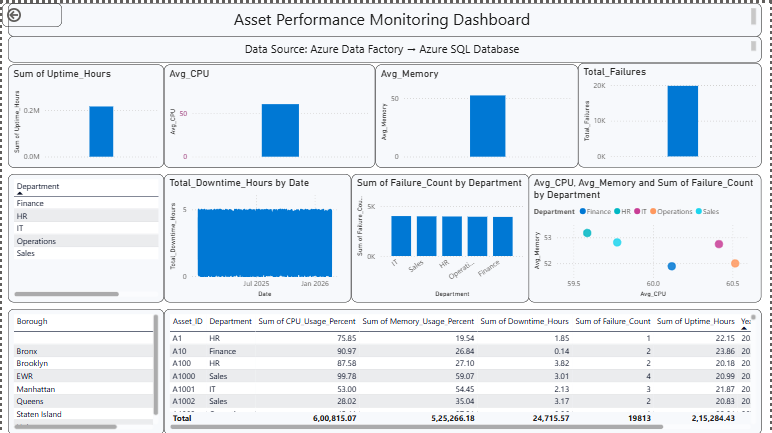 Asset Performance Monitoring Dashboard
Data Source: Azure Data Factory → Azure SQL Database
Sum of Uptime_Hours
Sum of Uptime_Hours
0.2M
0.0M
Avg_CPU
Avg_CPU
50
0
Avg_Memory
Avg_Memory
50
0
Total_Failures
Total_Failures
20K
10K
0K
Department
Finance
HR
IT
Operations
Sales
Total_Downtime_Hours by Date
Total_Downtime_Hours
5
0
Jul 2025 Jan 2026
Date
Sum of Failure_Count by Department
Sum of Failure_Cou...
5K
0K
IT Sales HR Operati... Finance
Department
Avg_CPU, Avg_Memory and Sum of Failure_Count
by Department
Department Finance HR IT Operations Sales
Avg_Memory
53
52
59.5 60.0 60.5
Avg_CPU
Borough
Bronx
Brooklyn
EWR
Manhattan
Queens
Staten Island
Asset_ID Department Sum of CPU_Usage_Percent Sum of Memory_Usage_Percent Sum of Downtime_Hours Sum of Failure_Count Sum of Uptime_Hours Ye
A1 HR 75.85 19.54 1.85 1 22.15 20
A10 Finance 90.97 26.84 0.14 2 23.86 20
A100 HR 87.58 27.10 3.82 2 20.18 20
A1000 Sales 99.78 59.07 3.01 4 20.99 20
A1001 IT 53.00 54.45 2.13 3 21.87 20
A1002 Sales 28.02 35.04 3.17 2 20.83 20
Total 6,00,815.07 5,25,266.18 24,715.57 19813 2,15,284.43